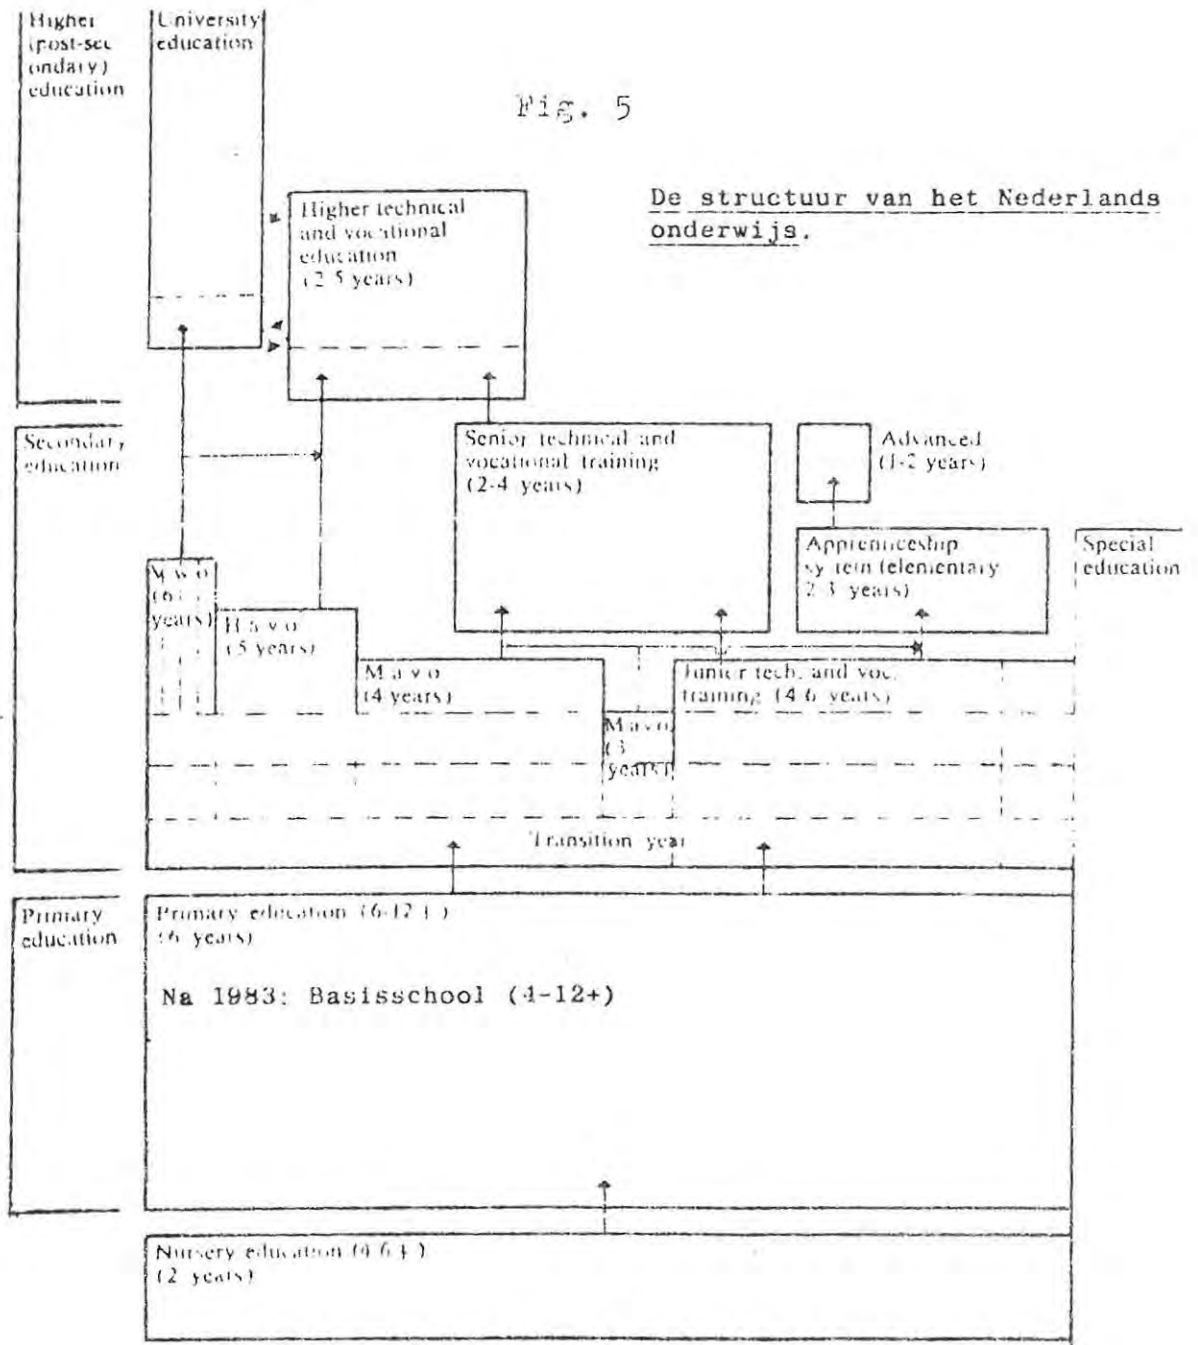 Higher
(post-sec
ondary)
education
University
education
Fig. 5
De structuur van het Nederlands
onderwijs.
Higher technical
and vocational
education
(2-5 years)
Secondary
education
Senior technical and
vocational training
(2-4 years)
Advanced
(1-2 years)
Apprenticeship
system (elementary
2-3 years)
Special
education
(6
years)
Havo
(5 years)
Mavo
(4 years)
Mavo
(3
years)
Junior tech. and voc.
training (4-6 years)
Transition year
Primary
education
Primary education (6-12+)
(6 years)
Na 1983: Basisschool (4-12+)
Nursery education (4-6+)
(2 years)